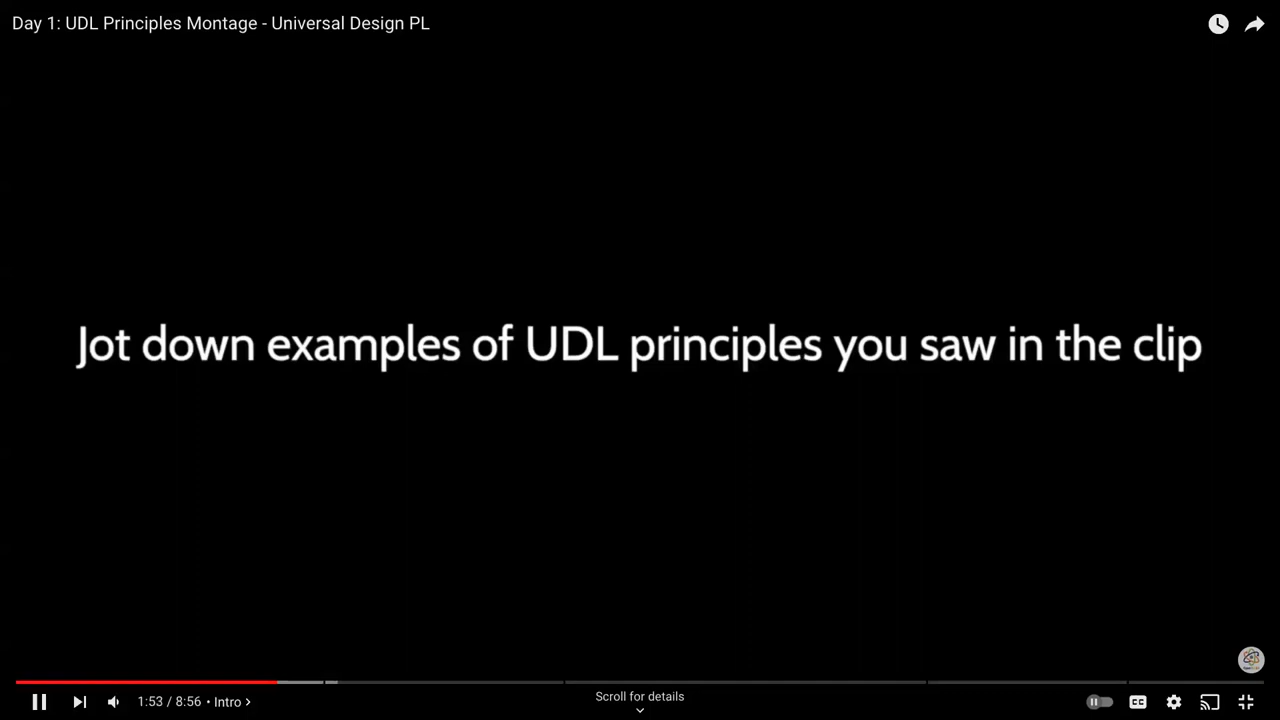 Day 1: UDL Principles Montage - Universal Design PL
Jot down examples of UDL principles you saw in the clip
1:53 / 8:56 • Intro
Scroll for details
CC